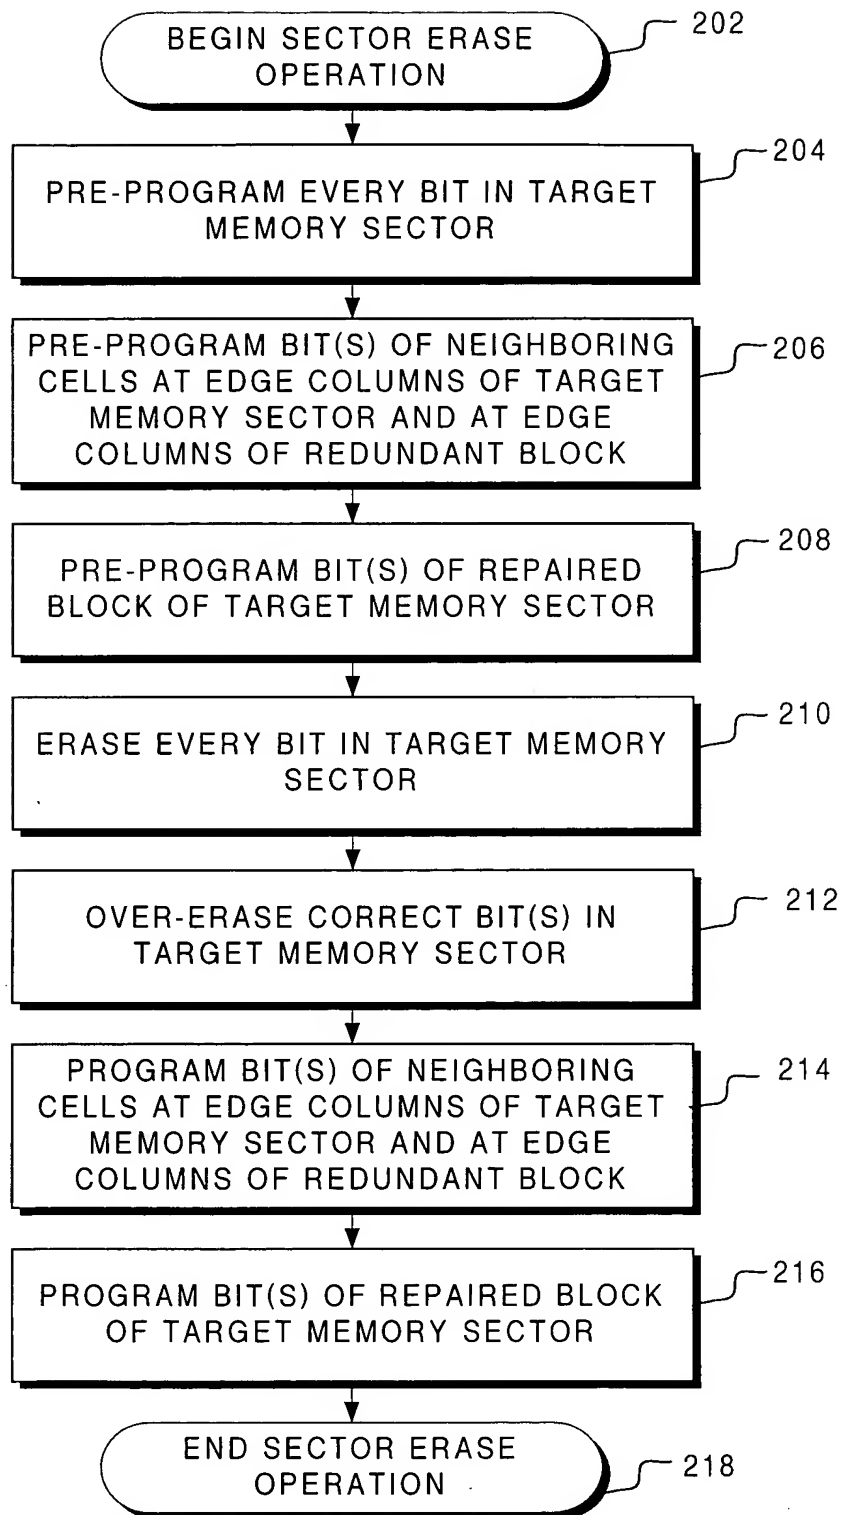 BEGIN SECTOR ERASE
OPERATION
202
PRE-PROGRAM EVERY BIT IN TARGET
MEMORY SECTOR
204
PRE-PROGRAM BIT(S) OF NEIGHBORING
CELLS AT EDGE COLUMNS OF TARGET
MEMORY SECTOR AND AT EDGE
COLUMNS OF REDUNDANT BLOCK
206
PRE-PROGRAM BIT(S) OF REPAIRED
BLOCK OF TARGET MEMORY SECTOR
208
ERASE EVERY BIT IN TARGET MEMORY
SECTOR
210
OVER-ERASE CORRECT BIT(S) IN
TARGET MEMORY SECTOR
212
PROGRAM BIT(S) OF NEIGHBORING
CELLS AT EDGE COLUMNS OF TARGET
MEMORY SECTOR AND AT EDGE
COLUMNS OF REDUNDANT BLOCK
214
PROGRAM BIT(S) OF REPAIRED BLOCK
OF TARGET MEMORY SECTOR
216
END SECTOR ERASE
OPERATION
218